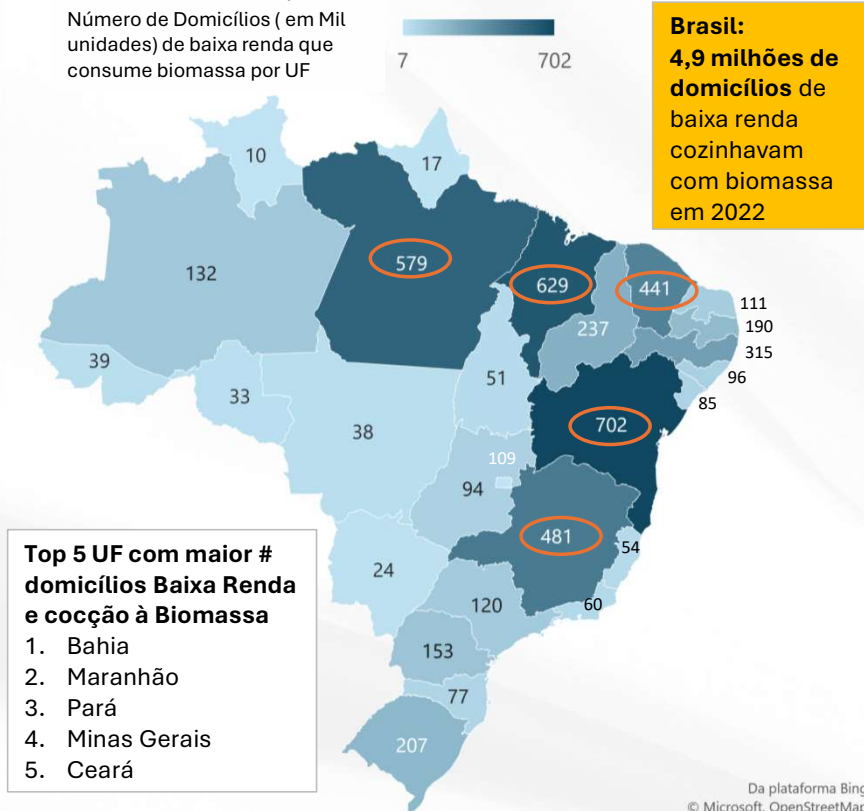 Número de Domicílios ( em Mil
unidades) de baixa renda que
consume biomassa por UF
7
702
Brasil:
4,9 milhões de
domicílios de
baixa renda
cozinhavam
com biomassa
em 2022
10
17
132
579
629
441
111
190
315
96
85
237
39
33
51
38
702
109
94
481
54
24
120
60
153
77
207
Top 5 UF com maior #
domicílios Baixa Renda
e cocção à Biomassa
1. Bahia
2. Maranhão
3. Pará
4. Minas Gerais
5. Ceará
Da plataforma Bing
© Microsoft, OpenStreetMap